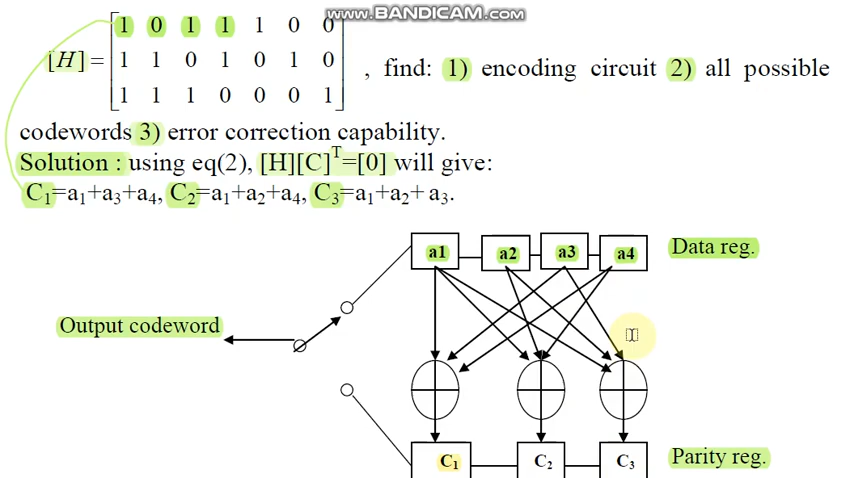 www.BANDICAM.com
1 0 1 1 1 0 0
[H]= 1 1 0 1 0 1 0 , find: 1) encoding circuit 2) all possible
1 1 1 0 0 0 1
codewords 3) error correction capability.
Solution : using eq(2), [H][C]ᵀ=[0] will give:
C₁=a₁+a₃+a₄, C₂=a₁+a₂+a₄, C₃=a₁+a₂+ a₃.
a1 a2 a3 a4 Data reg.
Output codeword
C₁ C₂ C₃ Parity reg.